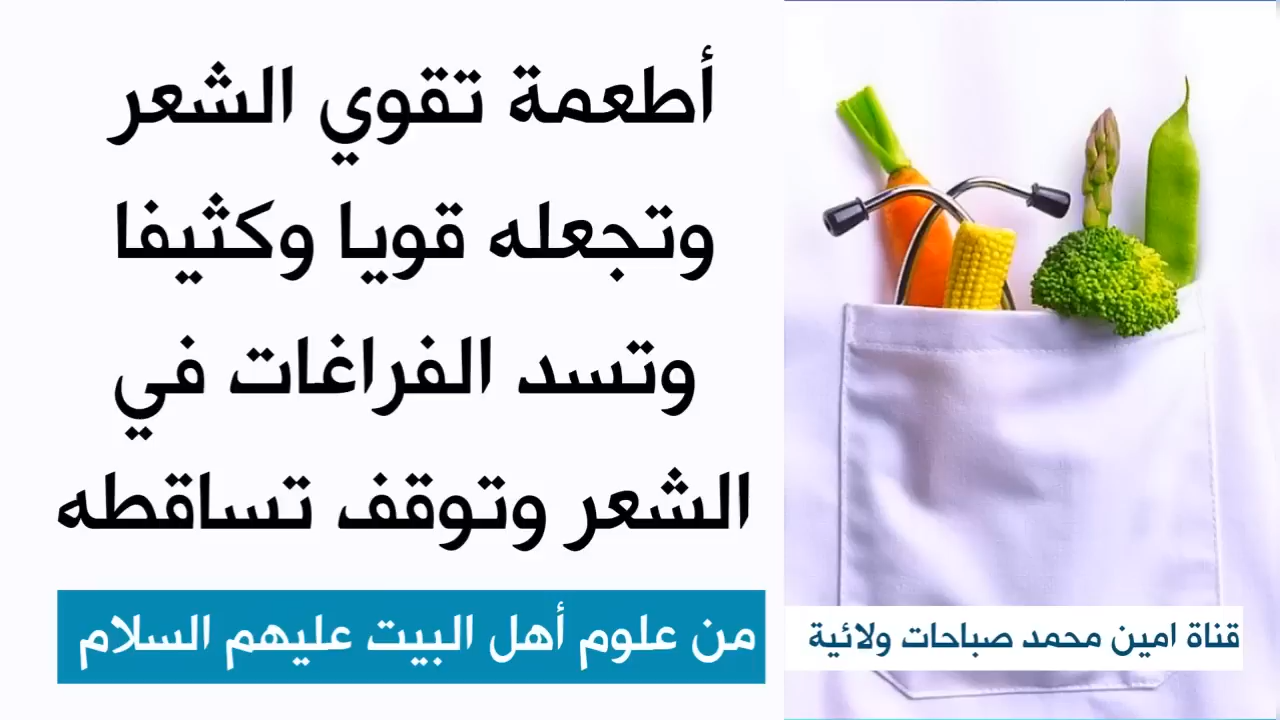 أطعمة تقوي الشعر
وتجعله قويا وكثيفا
وتسد الفراغات في
الشعر وتوقف تساقطه
من علوم أهل البيت عليهم السلام
قناة امين محمد صباحات ولائية